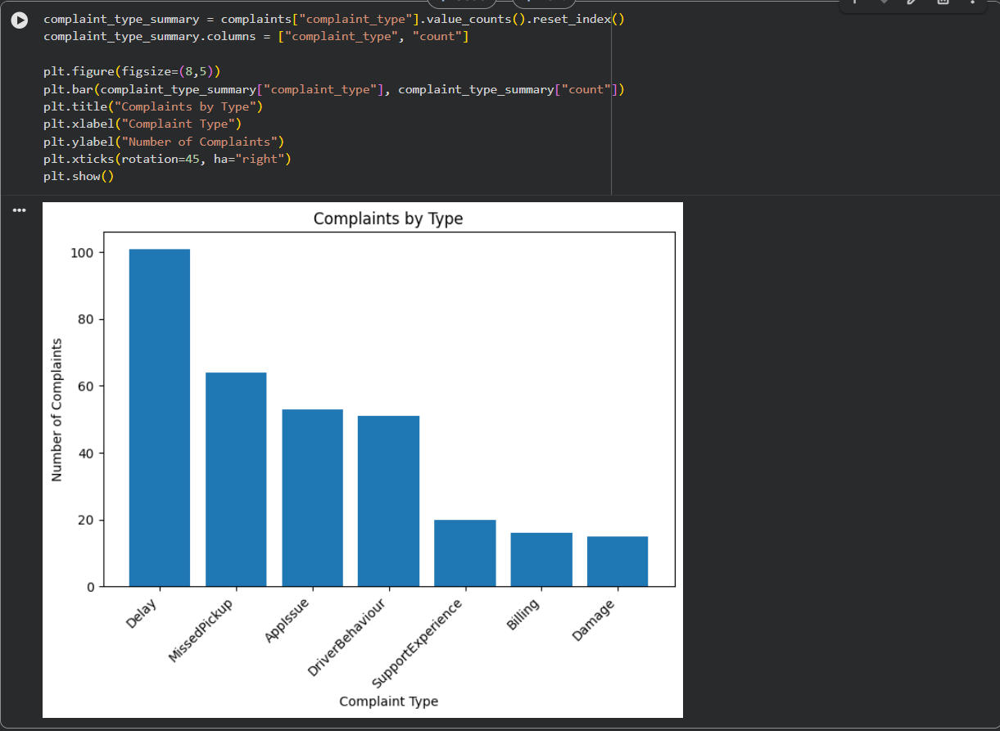 complaint_type_summary = complaints["complaint_type"].value_counts().reset_index()
complaint_type_summary.columns = ["complaint_type", "count"]
plt.figure(figsize=(8,5))
plt.bar(complaint_type_summary["complaint_type"], complaint_type_summary["count"])
plt.title("Complaints by Type")
plt.xlabel("Complaint Type")
plt.ylabel("Number of Complaints")
plt.xticks(rotation=45, ha="right")
plt.show()
Complaints by Type
Number of Complaints
100
80
60
40
20
0
Delay
MissedPickup
AppIssue
DriverBehaviour
SupportExperience
Billing
Damage
Complaint Type